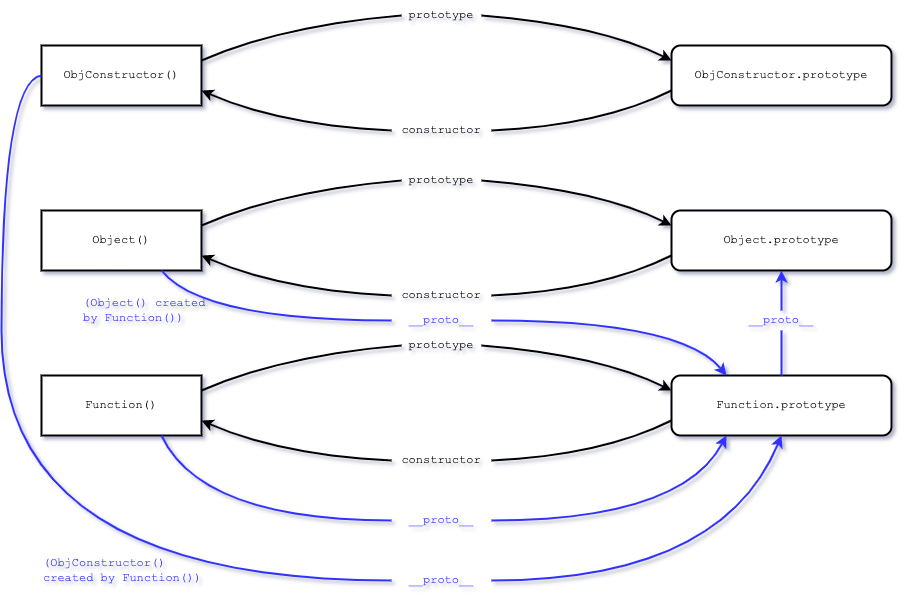 prototype
ObjConstructor()
ObjConstructor.prototype
constructor
prototype
Object()
Object.prototype
constructor
(Object() created
by Function())
__proto__
__proto__
prototype
Function()
Function.prototype
constructor
__proto__
(ObjConstructor()
created by Function())
__proto__